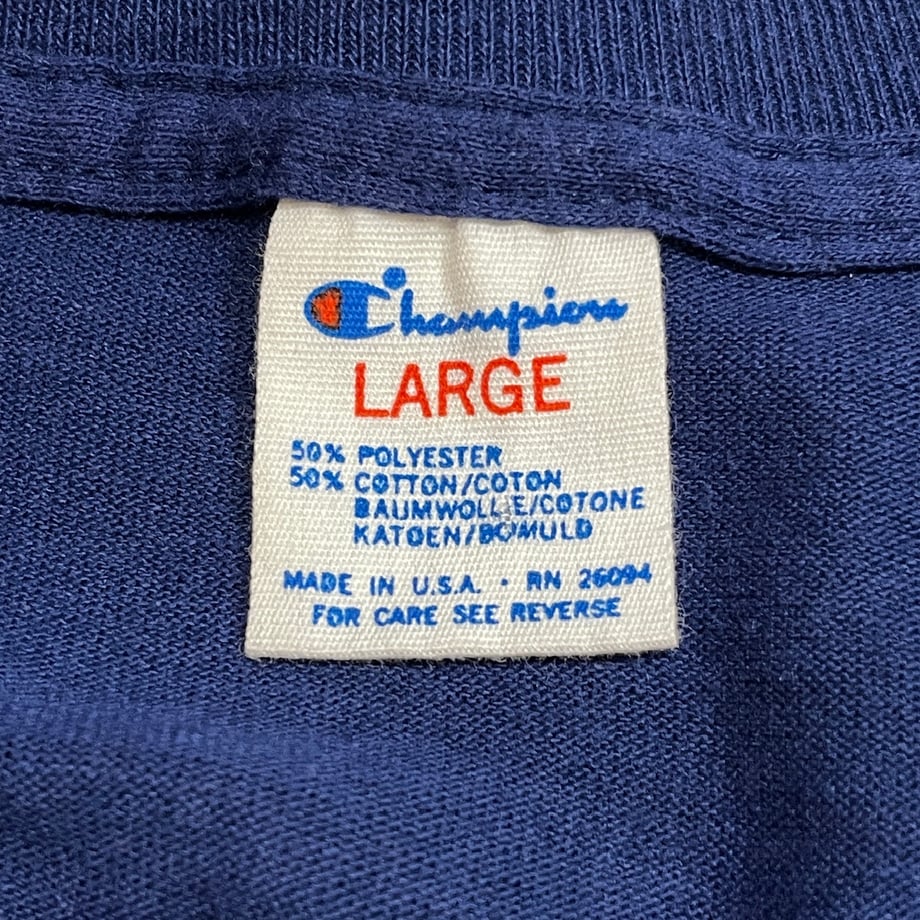 Champion
LARGE
50% POLYESTER
50% COTTON/COTON
BAUMWOLLE/COTONE
KATOEN/BOMULD
MADE IN U.S.A. · RN 26094
FOR CARE SEE REVERSE